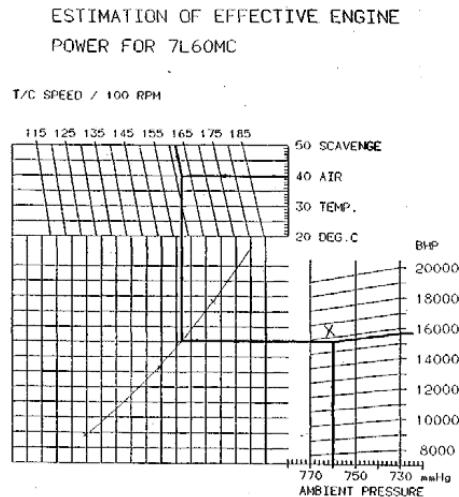 ESTIMATION OF EFFECTIVE ENGINE
POWER FOR 7L60MC
T/C SPEED / 100 RPM
115 125 135 145 155 165 175 185
50 SCAVENGE
40 AIR
30 TEMP.
20 DEG.C
BHP
20000
18000
X
16000
14000
12000
10000
8000
770 750 730 mmHg
AMBIENT PRESSURE